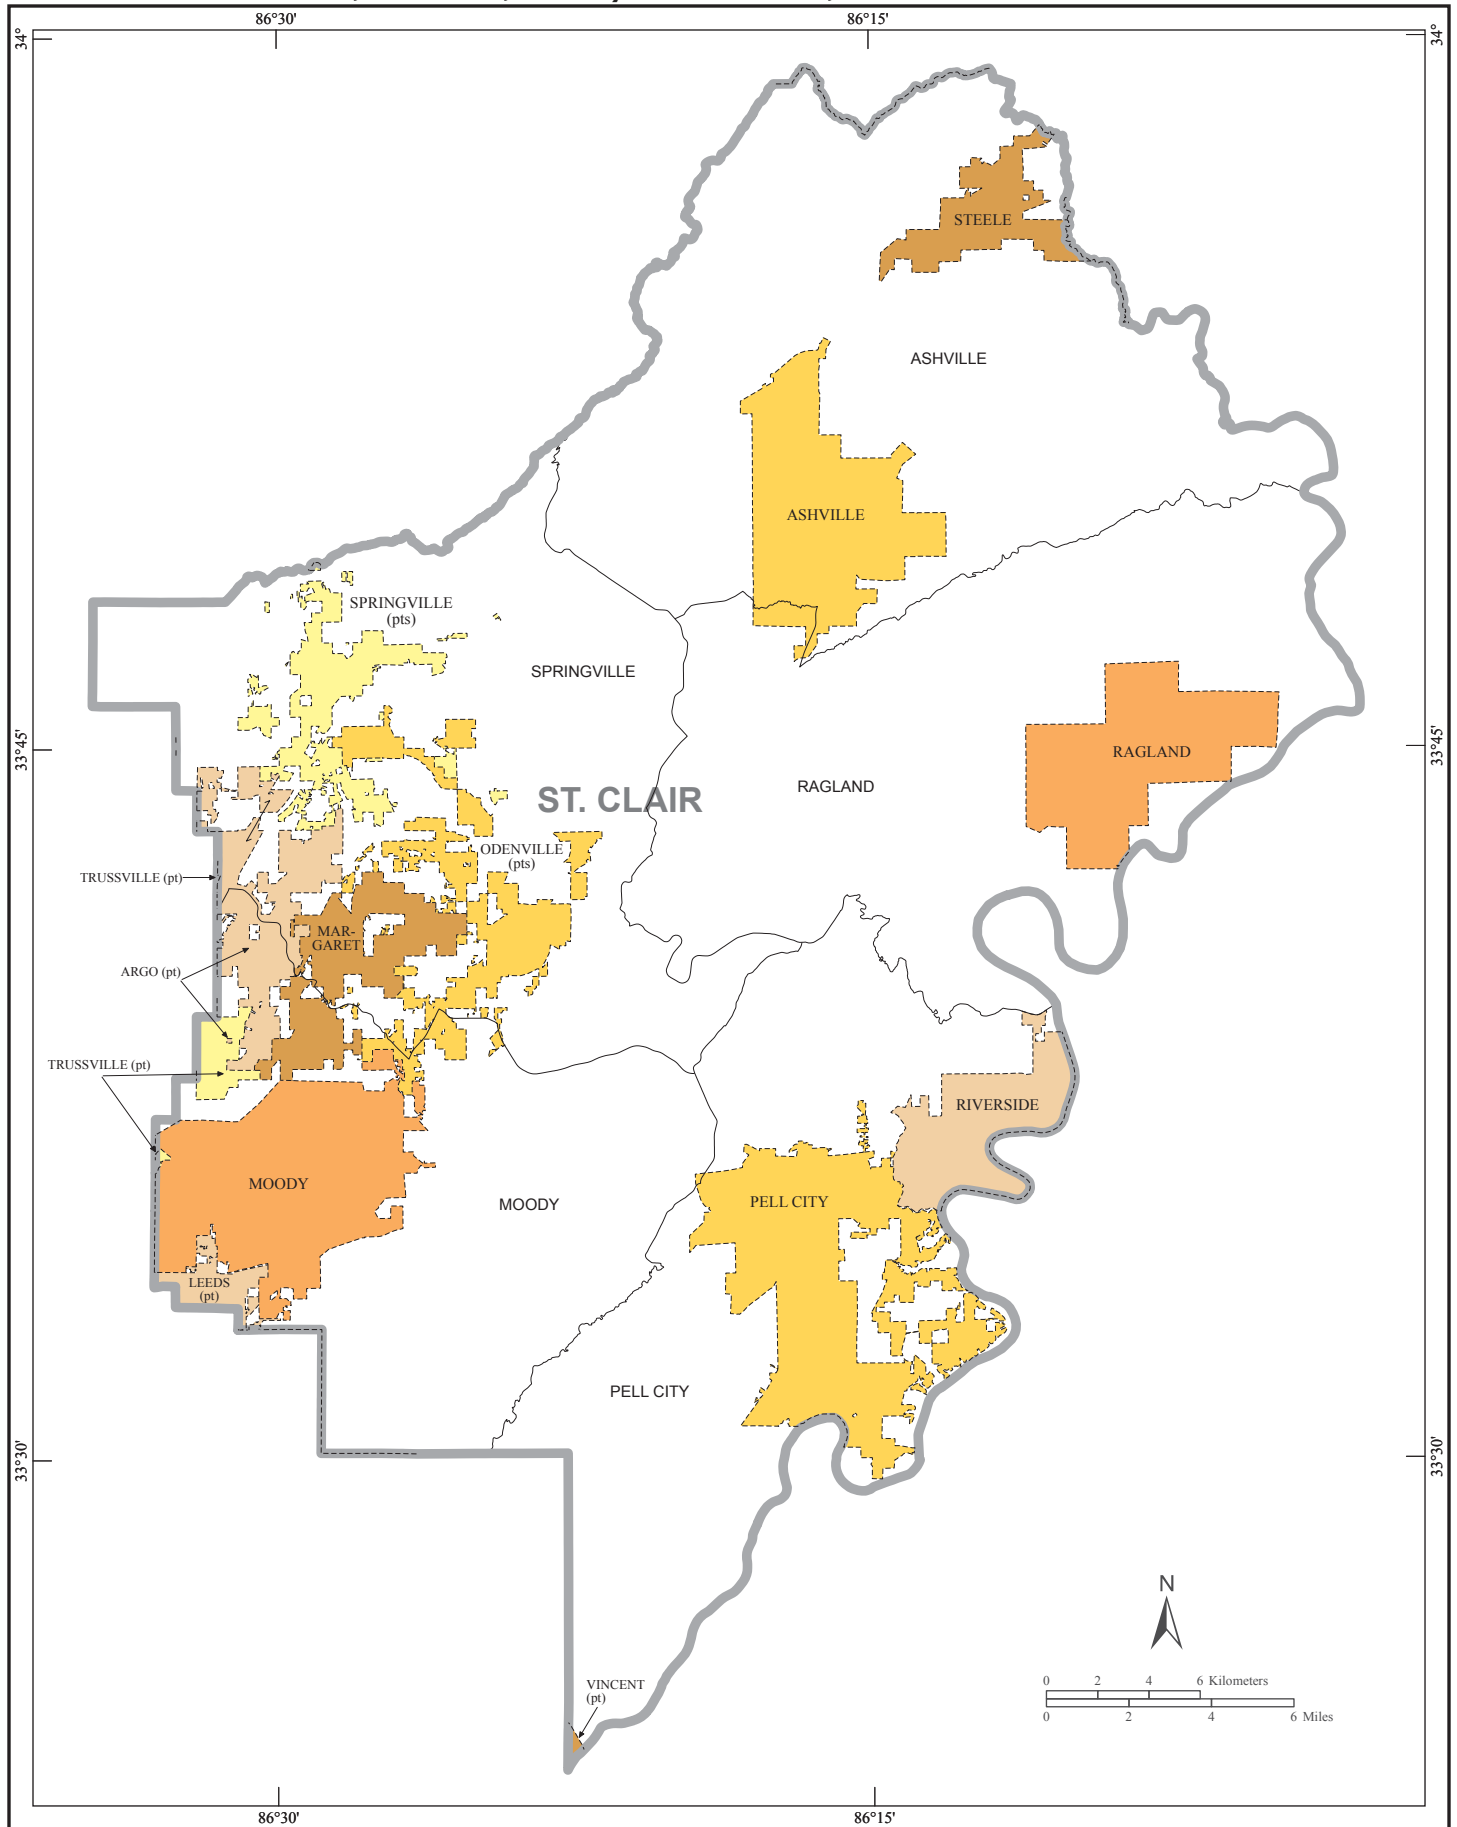 86°30'
86°15'
34°
34°
STEELE
ASHVILLE
ASHVILLE
SPRINGVILLE
(pts)
SPRINGVILLE
33°45'
33°45'
RAGLAND
RAGLAND
ST. CLAIR
ODENVILLE
(pts)
TRUSSVILLE (pt)
MAR-
GARET
ARGO (pt)
TRUSSVILLE (pt)
RIVERSIDE
MOODY
MOODY
PELL CITY
LEEDS
(pt)
PELL CITY
33°30'
33°30'
N
VINCENT
(pt)
0 2 4 6 Kilometers
0 2 4 6 Miles
86°30'
86°15'